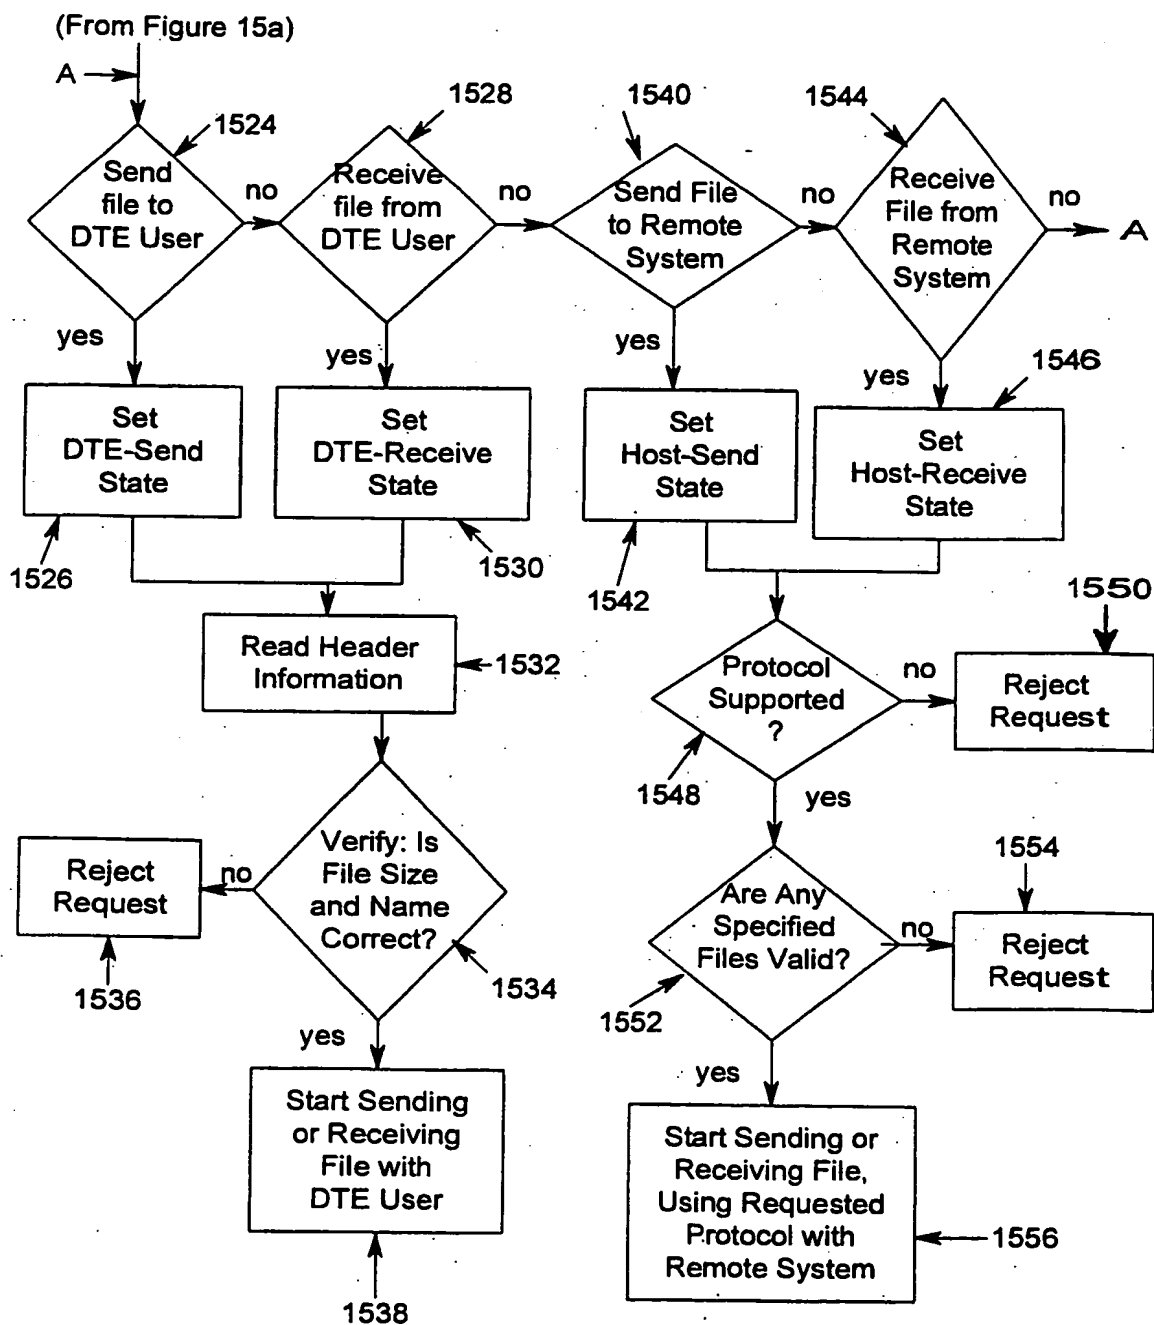 (From Figure 15a)
A
1524
1528
1540
1544
Send
file to
DTE User
no
Receive
file from
DTE User
no
Send File
to Remote
System
no
Receive
File from
Remote
System
no
A
yes
yes
yes
yes
1546
Set
DTE-Send
State
Set
DTE-Receive
State
Set
Host-Send
State
Set
Host-Receive
State
1526
1530
1542
1550
Read Header
Information
1532
Protocol
Supported
?
no
Reject
Request
1548
yes
Verify: Is
File Size
and Name
Correct?
no
Reject
Request
1536
1534
1554
Are Any
Specified
Files Valid?
no
Reject
Request
1552
yes
yes
Start Sending
or Receiving
File with
DTE User
1538
Start Sending or
Receiving File,
Using Requested
Protocol with
Remote System
1556